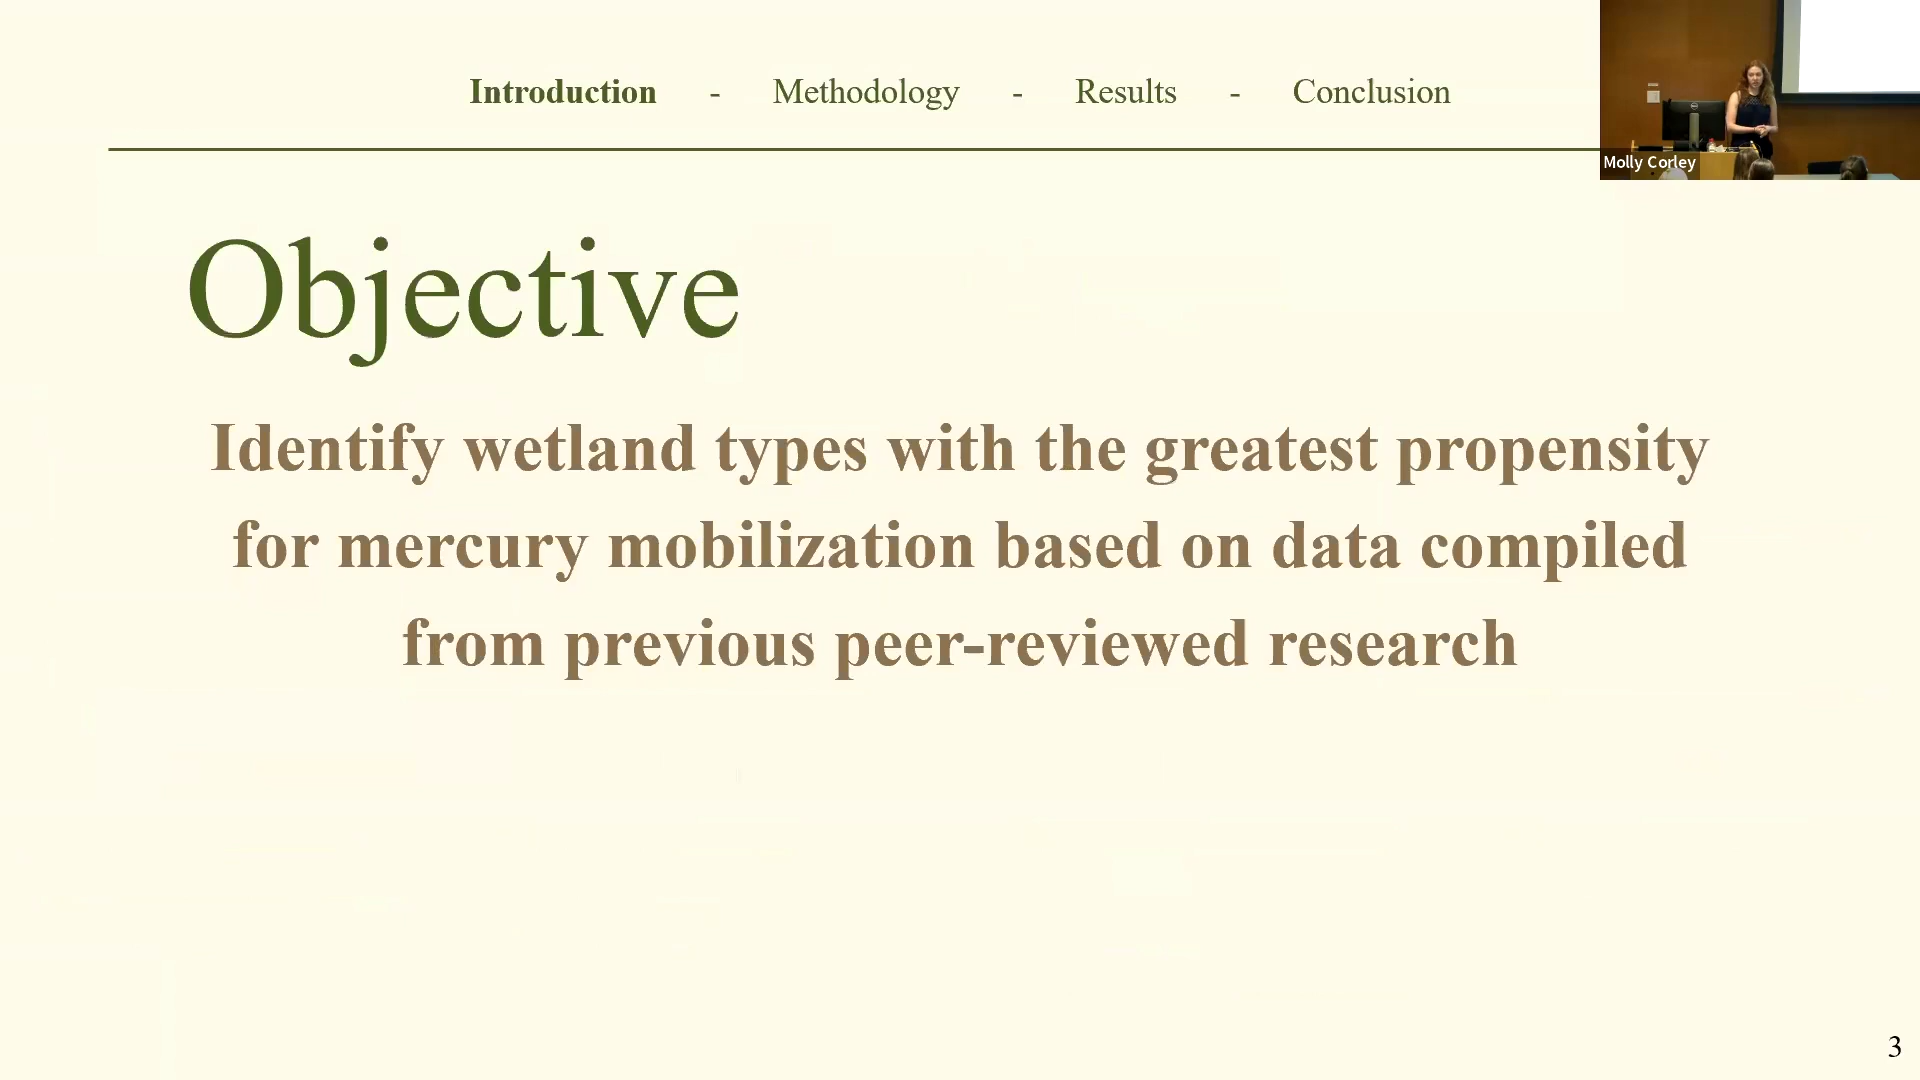 Introduction - Methodology - Results - Conclusion
Molly Corley
Objective
Identify wetland types with the greatest propensity
for mercury mobilization based on data compiled
from previous peer-reviewed research
3